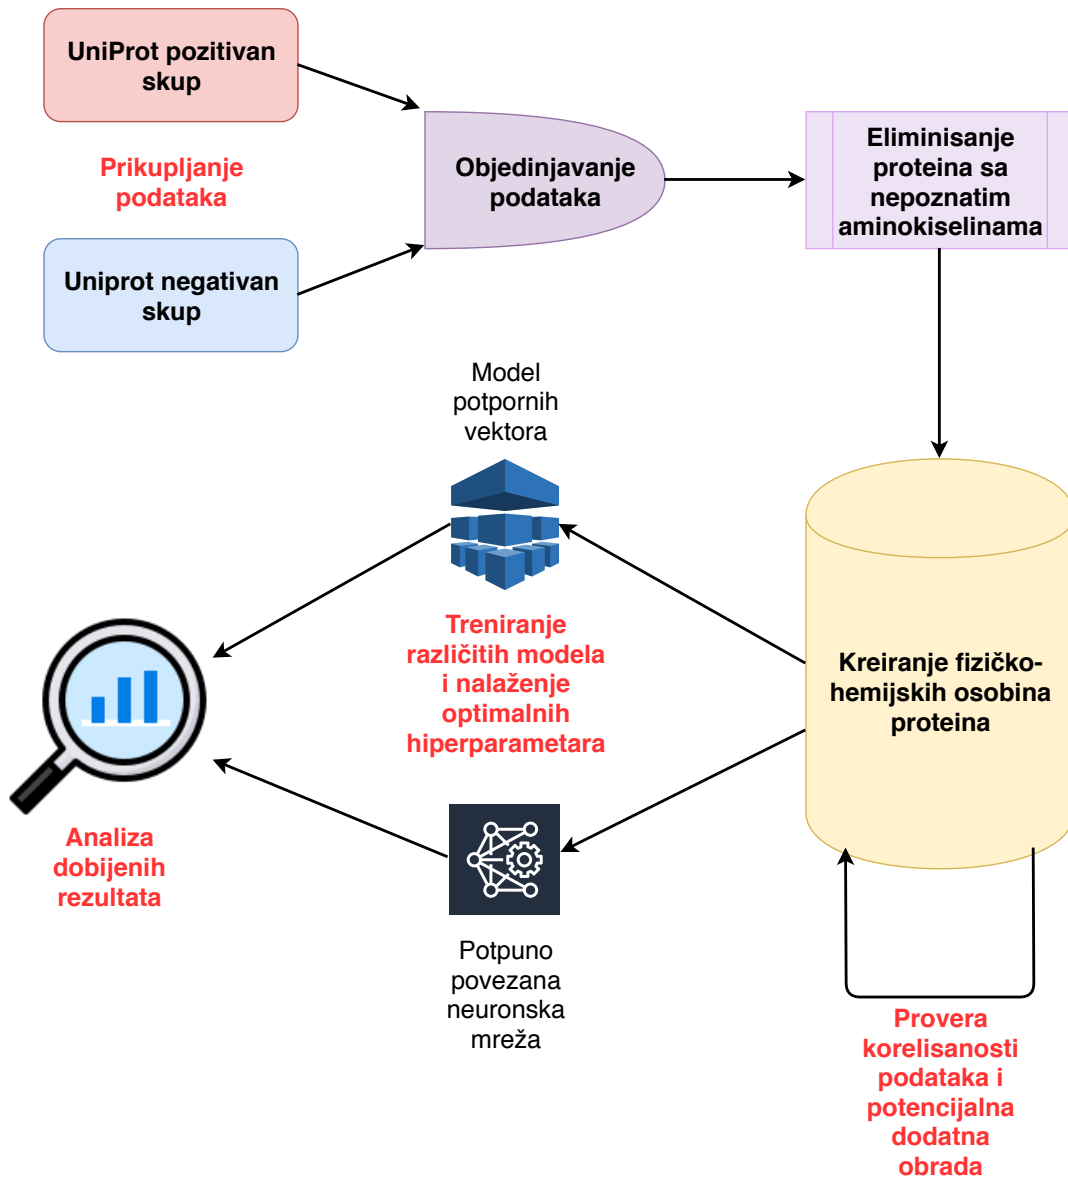 UniProt pozitivan
skup
Prikupljanje
podataka
Uniprot negativan
skup
Objedinjavanje
podataka
Eliminisanje
proteina sa
nepoznatim
aminokiselinama
Model
potpornih
vektora
Treniranje
različitih modela
i nalaženje
optimalnih
hiperparametara
Kreiranje fizičko-
hemijskih osobina
proteina
Analiza
dobijenih
rezultata
Potpuno
povezana
neuronska
mreža
Provera
korelisanosti
podataka i
potencijalna
dodatna
obrada